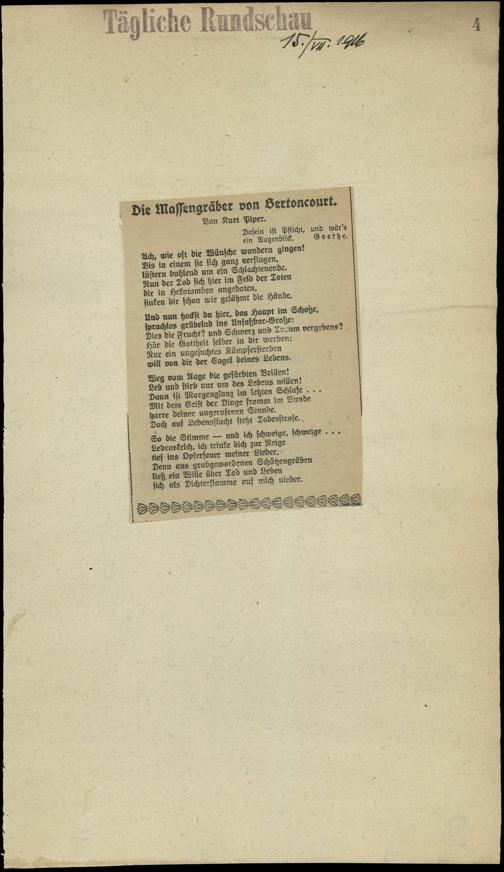 Tägliche Rundschau
4
15./VII. 1916
Die Massengräber von Bertoncourt.
Von Kurt Piper.
Dasein ist Pflicht, und wär's
ein Augenblick. Goethe.
Ach, wie oft die Wünsche wandern gingen!
Bis in einem sie sich ganz verfingen,
lüstern buhlend um ein Schlachtenende.
Nun der Tod sich hier im Feld der Toten
dir in Hekatomben angeboten,
sinken dir schon wie gelähmt die Hände.
Und nun hockst du hier, das Haupt im Schoße,
sprachlos grübelnd ins Unfaßbar-Große:
Dies die Frucht? und Schmerz und Traum vergebens?
Hör die Gottheit selber in dir werben:
Nur ein ungesuchtes Kämpfersterben
will von dir der Engel deines Lebens.
Weg vom Auge die gefärbten Brillen!
Leb und stirb nur um des Lebens willen!
Dann ist Morgenglanz im letzten Schlafe . . .
Mit dem Geist der Dinge fromm im Bunde
harre deiner ungerufenen Stunde.
Doch auf Lebensflucht steht Todesstrafe.
So die Stimme — und ich schweige, schweige . . .
Lebenskelch, ich trinke dich zur Neige
tief ins Opferfeuer meiner Lieder.
Denn aus grabgewordenen Schützengräben
ließ ein Wille über Tod und Leben
sich als Dichterflamme auf mich nieder.